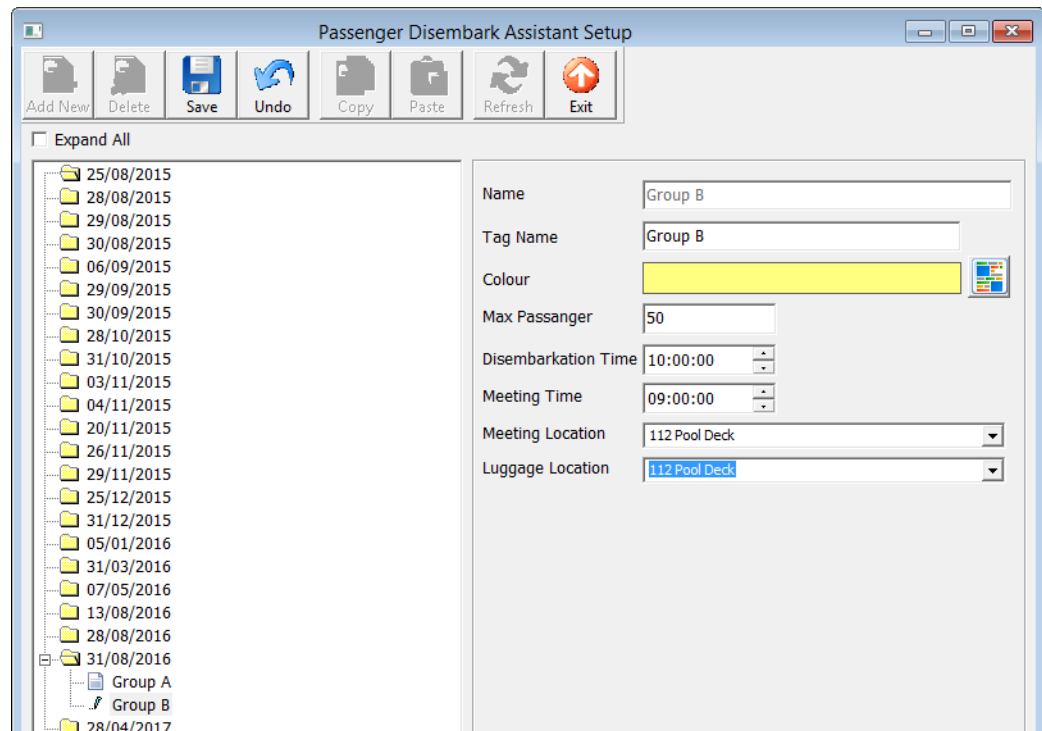 Passenger Disembark Assistant Setup
Add New Delete Save Undo Copy Paste Refresh Exit
Expand All
25/08/2015
28/08/2015
29/08/2015
30/08/2015
06/09/2015
29/09/2015
30/09/2015
28/10/2015
31/10/2015
03/11/2015
04/11/2015
20/11/2015
26/11/2015
29/11/2015
25/12/2015
31/12/2015
05/01/2016
31/03/2016
07/05/2016
13/08/2016
28/08/2016
31/08/2016
Group A
Group B
28/04/2017
Name Group B
Tag Name Group B
Colour
Max Passanger 50
Disembarkation Time 10:00:00
Meeting Time 09:00:00
Meeting Location 112 Pool Deck
Luggage Location 112 Pool Deck